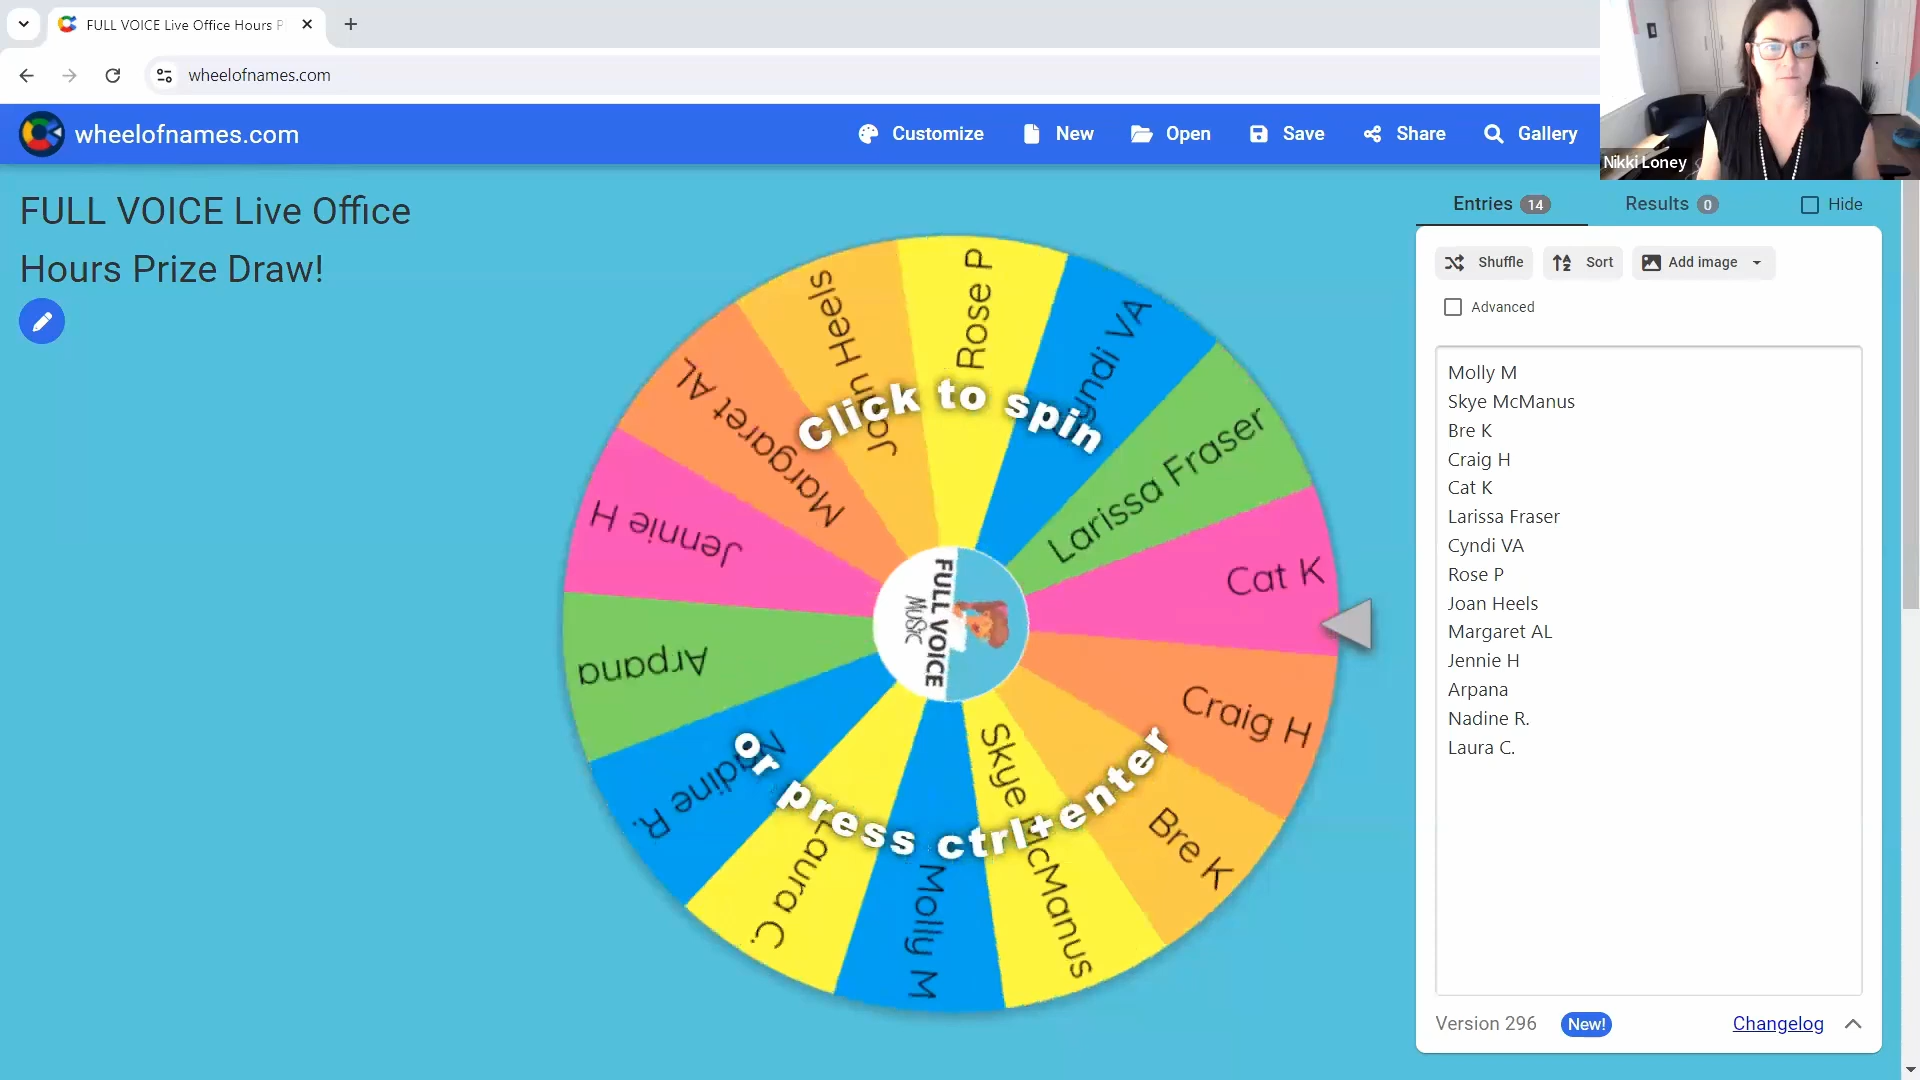 FULL VOICE Live Office Hours P
wheelofnames.com
wheelofnames.com
Customize
New
Open
Save
Share
Gallery
Nikki Loney
FULL VOICE Live Office
Hours Prize Draw!
Entries 14
Results 0
Hide
Shuffle
Sort
Add image
Advanced
Molly M
Skye McManus
Bre K
Craig H
Cat K
Larissa Fraser
Cyndi VA
Rose P
Joan Heels
Margaret AL
Jennie H
Arpana
Nadine R.
Laura C.
Click to spin
or press ctrl+enter
Rose P
Cyndi VA
Larissa Fraser
Cat K
Craig H
Bre K
Skye McManus
Molly M
Laura C.
Nadine R.
Arpana
Jennie H
Margaret AL
Joan Heels
FULL VOICE
MUSIC
Version 296
New!
Changelog